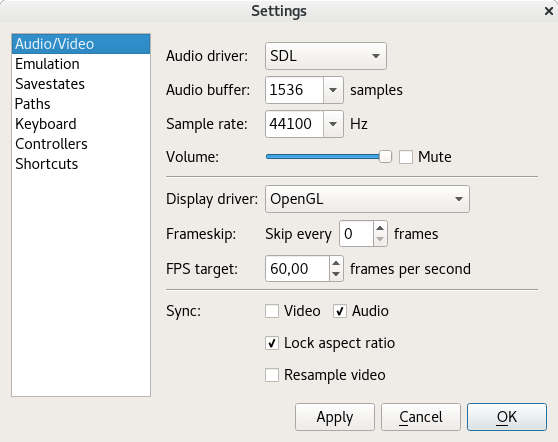 Settings
Audio/Video
Emulation
Savestates
Paths
Keyboard
Controllers
Shortcuts
Audio driver: SDL
Audio buffer: 1536 samples
Sample rate: 44100 Hz
Volume: Mute
Display driver: OpenGL
Frameskip: Skip every 0 frames
FPS target: 60,00 frames per second
Sync: Video Audio
Lock aspect ratio
Resample video
Apply Cancel OK